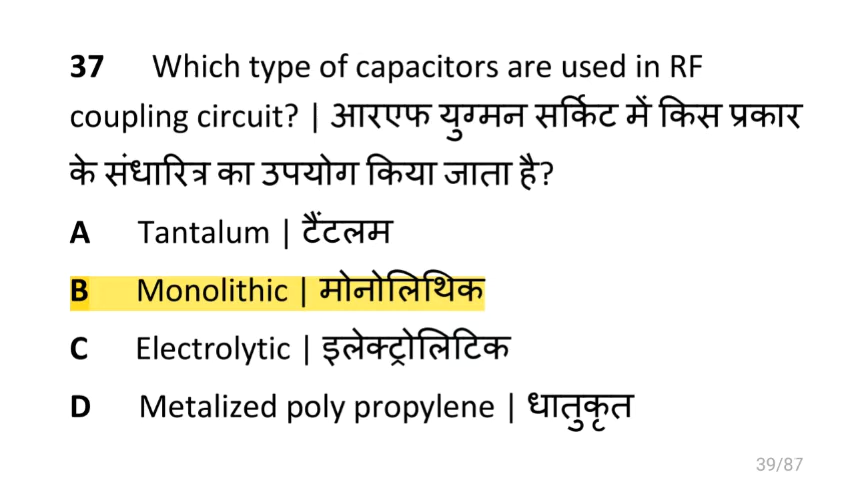 37 Which type of capacitors are used in RF
coupling circuit? | आरएफ युग्मन सर्किट में किस प्रकार
के संधारित्र का उपयोग किया जाता है?
A Tantalum | टैंटलम
B Monolithic | मोनोलिथिक
C Electrolytic | इलेक्ट्रोलिटिक
D Metalized poly propylene | धातुकृत
39/87